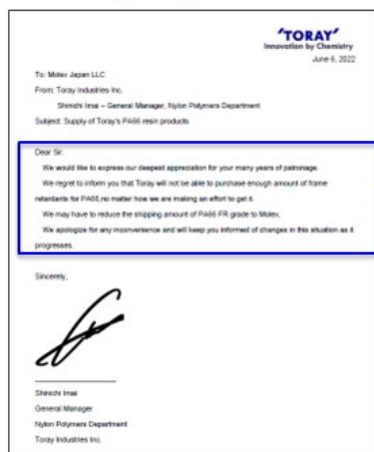 'TORAY'
Innovation by Chemistry
June 6, 2022
To: Molex Japan LLC
From: Toray Industries Inc.
Shinichi Imai – General Manager, Nylon Polymers Department
Subject: Supply of Toray's PA66 resin products
Dear Sir.
We would like to express our deepest appreciation for your many years of patronage.
We regret to inform you that Toray will not be able to purchase enough amount of frame
retardants for PA66,no matter how we are making an effort to get it.
We may have to reduce the shipping amount of PA66 FR grade to Molex,
We apologize for any inconvenience and will keep you informed of changes in this situation as it
progresses.
Sincerely,
Shinichi Imai
General Manager
Nylon Polymers Department
Toray Industries Inc.